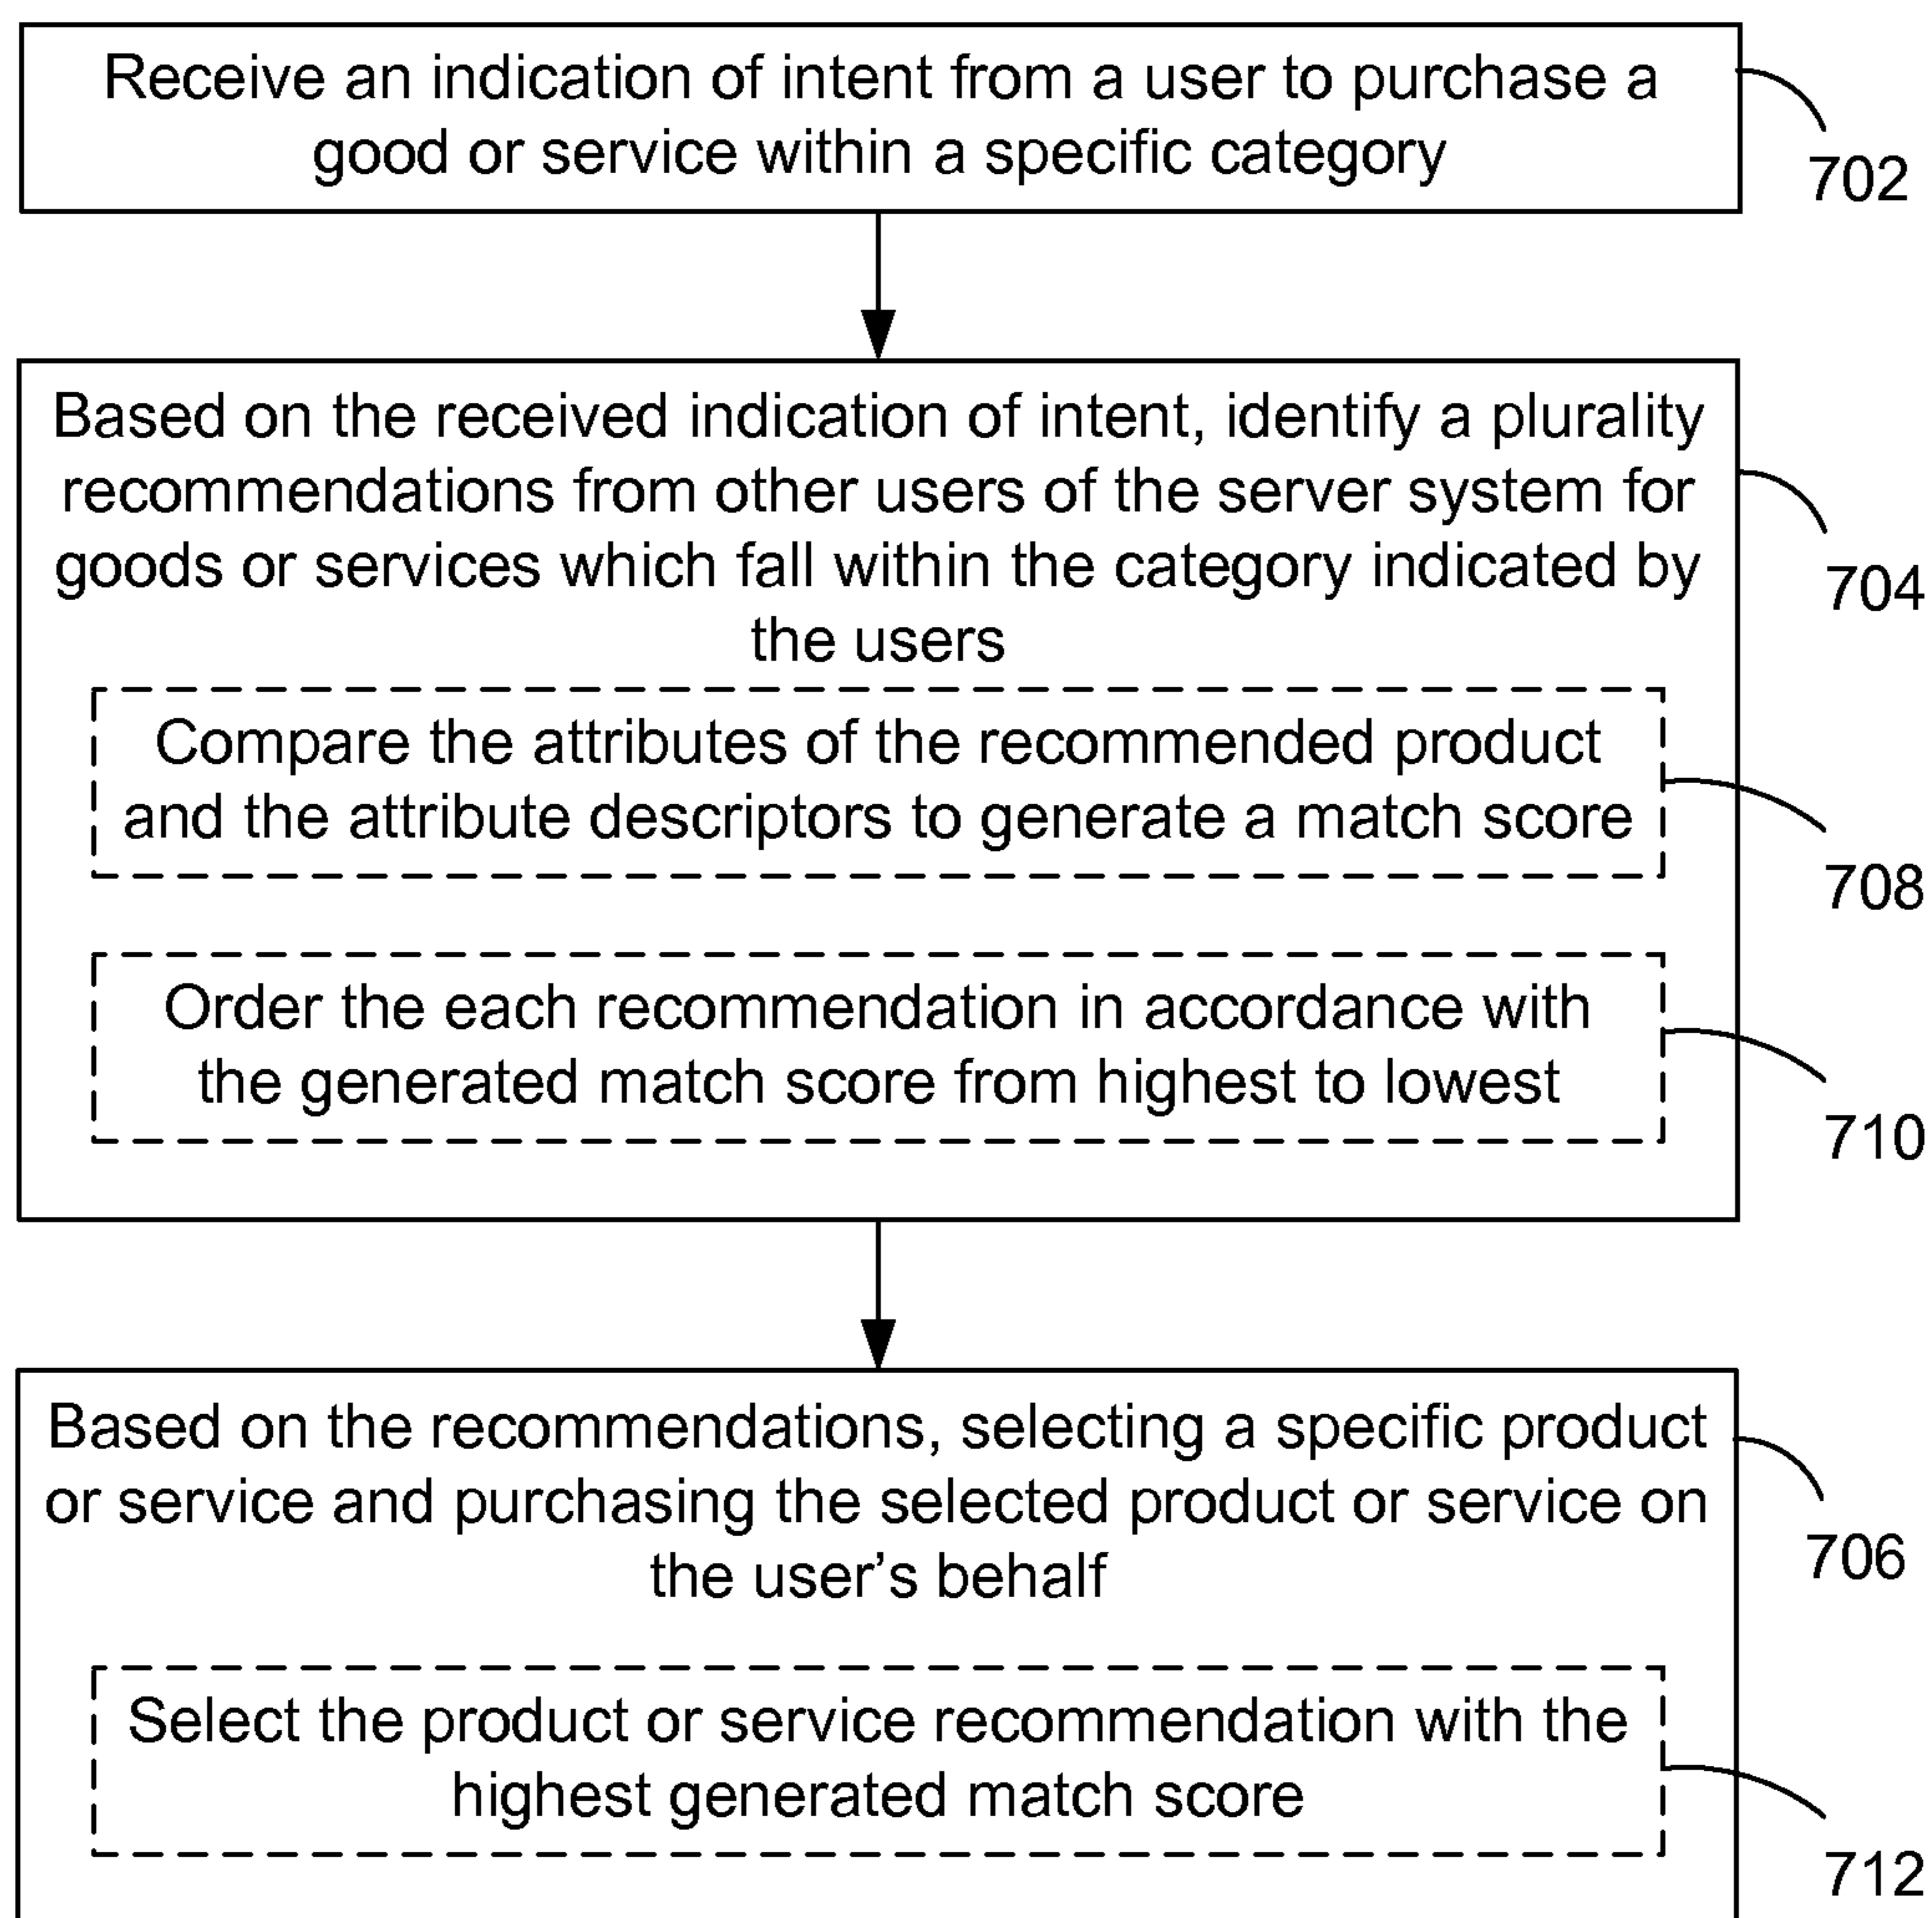 Receive an indication of intent from a user to purchase a
good or service within a specific category
702
Based on the received indication of intent, identify a plurality
recommendations from other users of the server system for
goods or services which fall within the category indicated by
the users
704
Compare the attributes of the recommended product
and the attribute descriptors to generate a match score
708
Order the each recommendation in accordance with
the generated match score from highest to lowest
710
Based on the recommendations, selecting a specific product
or service and purchasing the selected product or service on
the user’s behalf
706
Select the product or service recommendation with the
highest generated match score
712